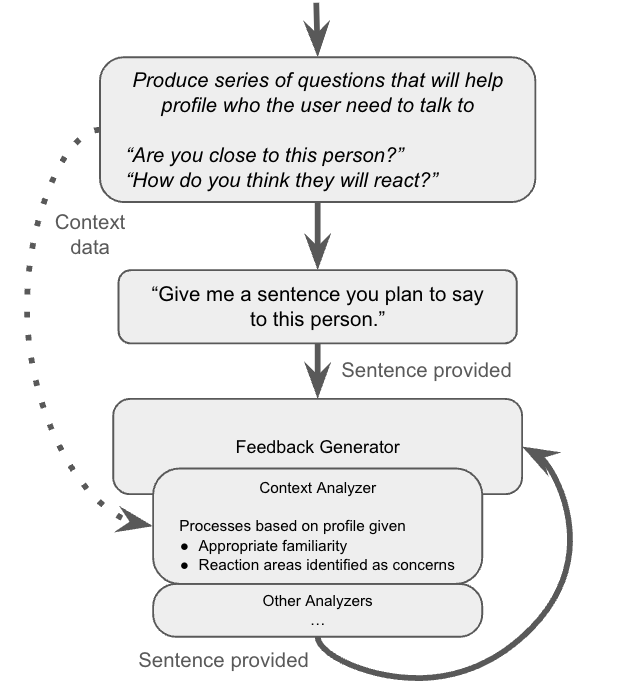 Produce series of questions that will help
profile who the user need to talk to
“Are you close to this person?”
“How do you think they will react?”
Context
data
“Give me a sentence you plan to say
to this person.”
Sentence provided
Feedback Generator
Context Analyzer
Processes based on profile given
● Appropriate familiarity
● Reaction areas identified as concerns
Other Analyzers
...
Sentence provided